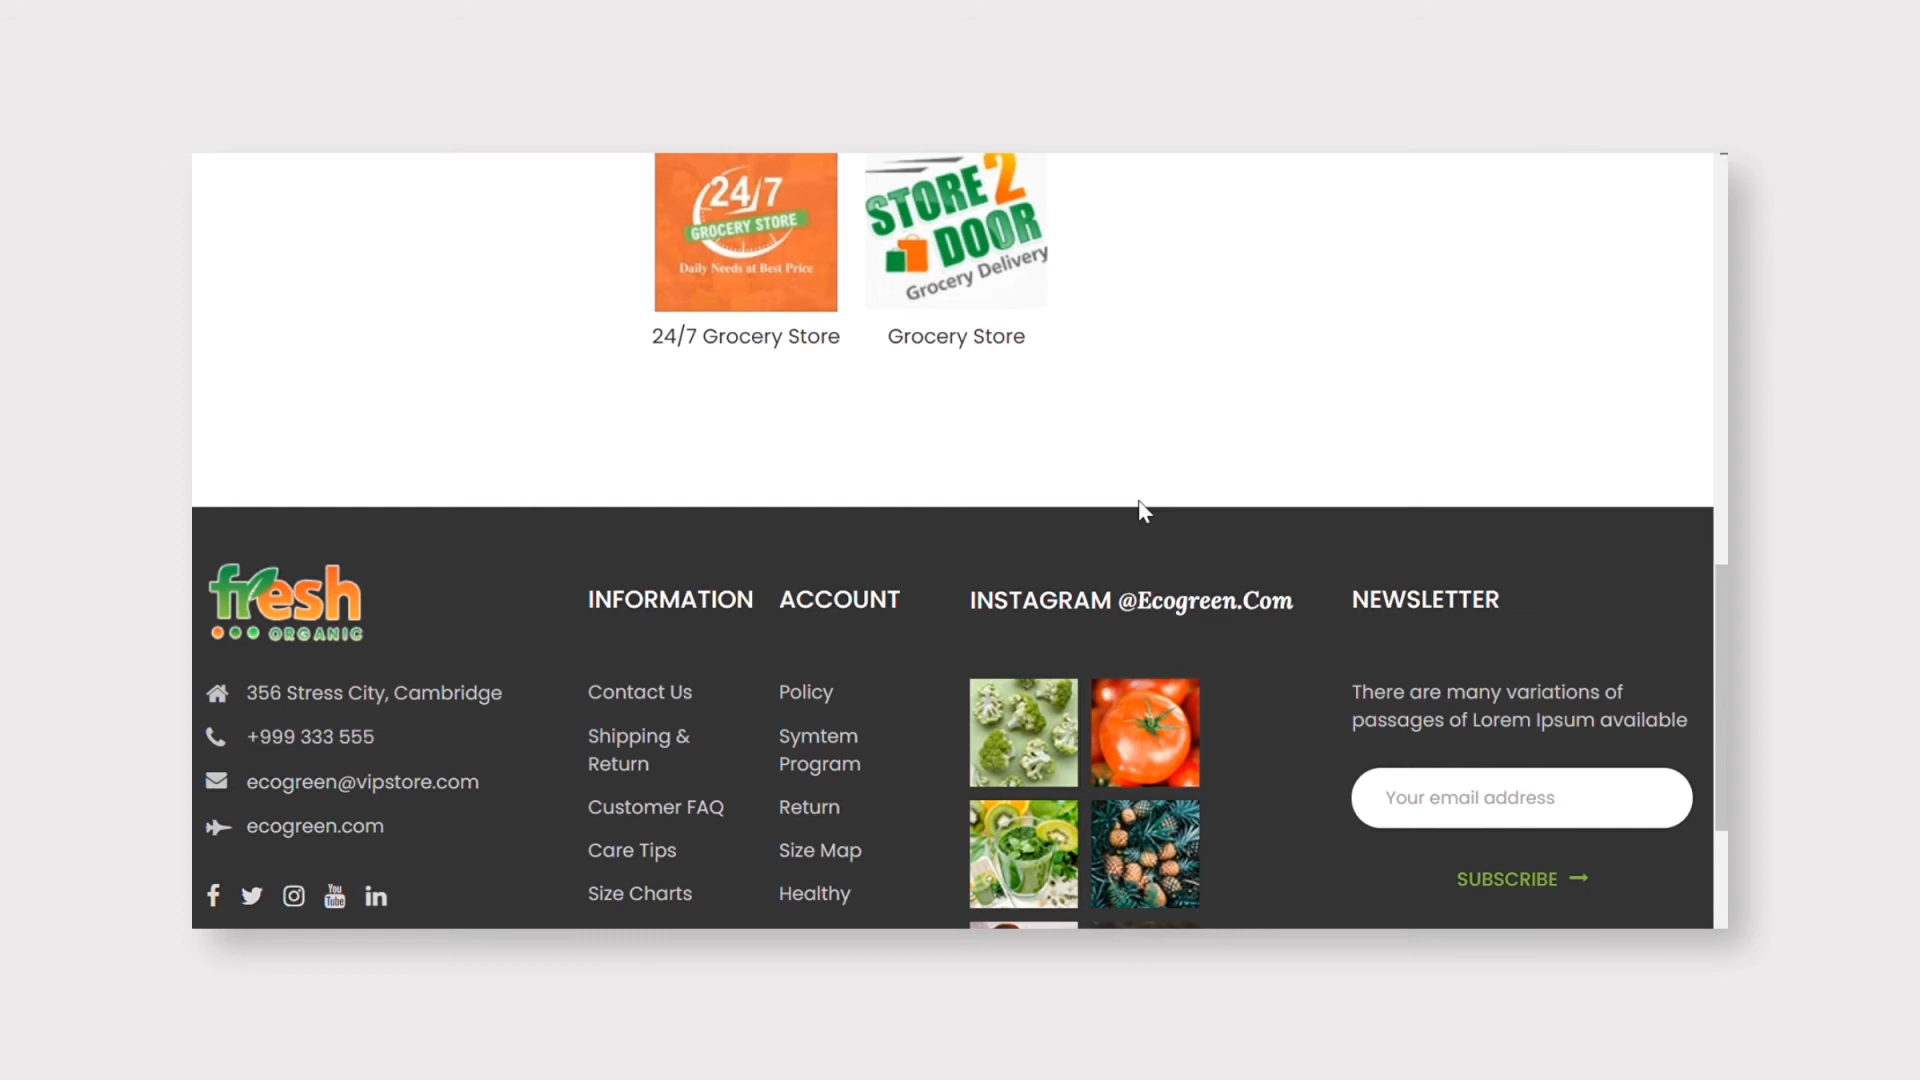 24/7
GROCERY STORE
Daily Needs at Best Price
STORE 2
DOOR
Grocery Delivery
24/7 Grocery Store
Grocery Store
fresh
ORGANIC
356 Stress City, Cambridge
+999 333 555
ecogreen@vipstore.com
ecogreen.com
You
Tube
INFORMATION
Contact Us
Shipping &
Return
Customer FAQ
Care Tips
Size Charts
ACCOUNT
Policy
Symtem
Program
Return
Size Map
Healthy
INSTAGRAM @Ecogreen.Com
NEWSLETTER
There are many variations of
passages of Lorem Ipsum available
Your email address
SUBSCRIBE